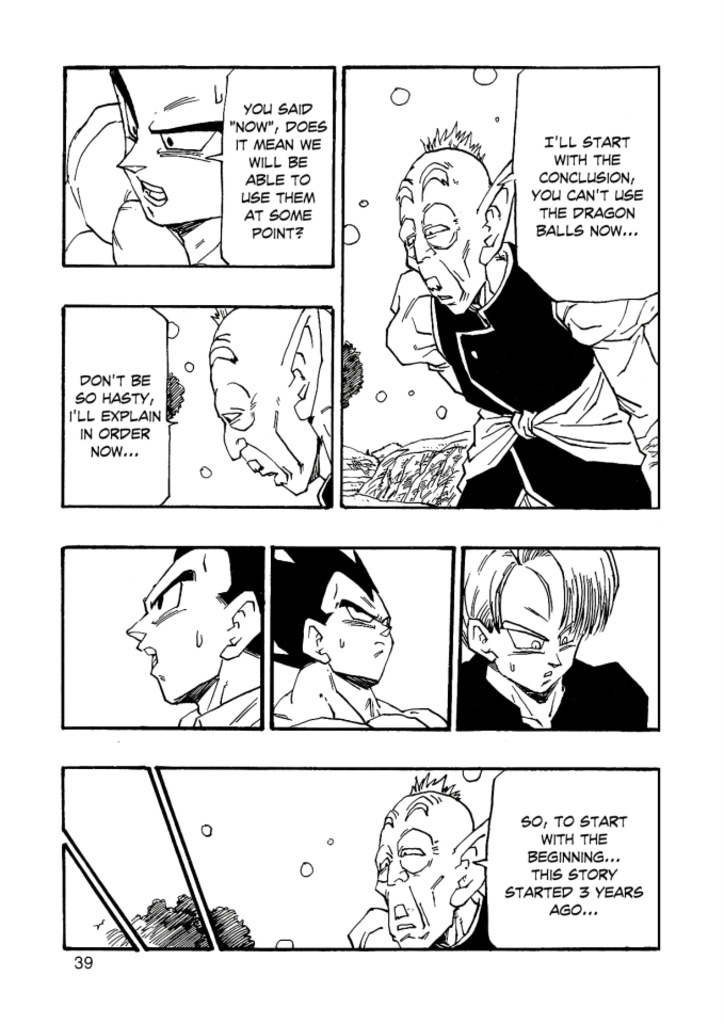 I'LL START
WITH THE
CONCLUSION,
YOU CAN'T USE
THE DRAGON
BALLS NOW...
YOU SAID
"NOW", DOES
IT MEAN WE
WILL BE
ABLE TO
USE THEM
AT SOME
POINT?
DON'T BE
SO HASTY,
I'LL EXPLAIN
IN ORDER
NOW...
SO, TO START
WITH THE
BEGINNING...
THIS STORY
STARTED 3 YEARS
AGO...
39